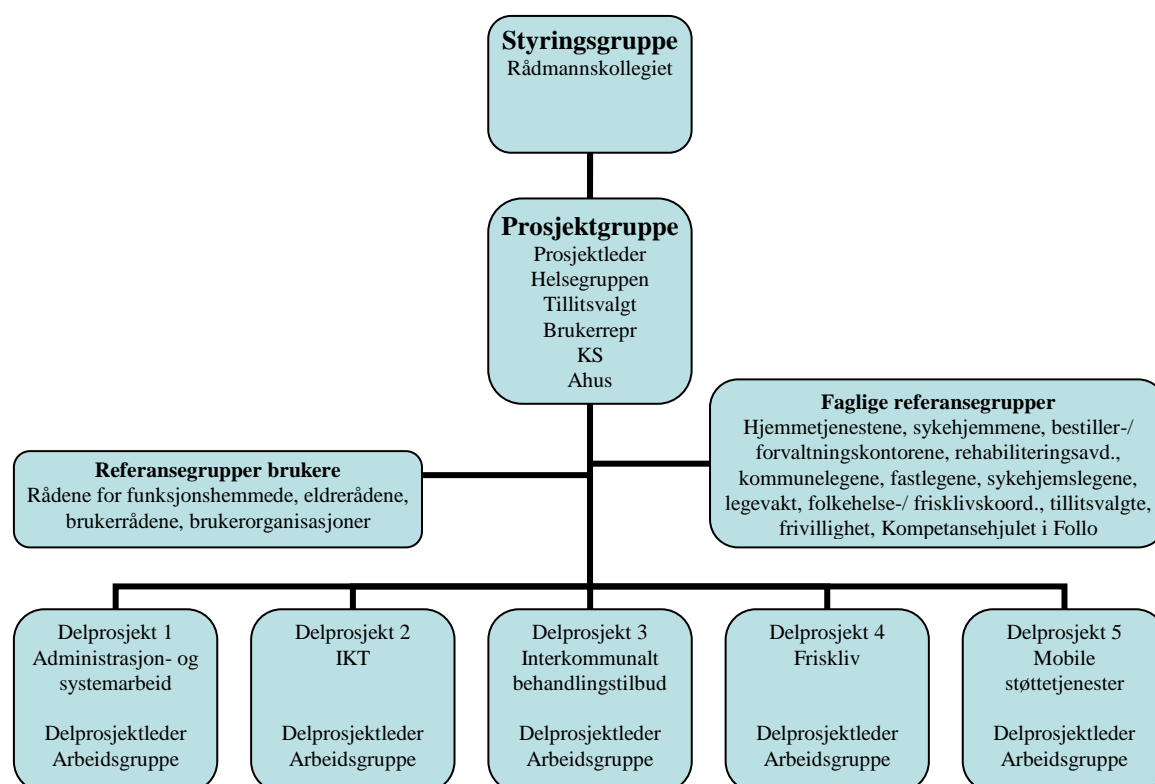 Styringsgruppe
Rådmannskollegiet
Prosjektgruppe
Prosjektleder
Helsegruppen
Tillitsvalgt
Brukerrepr
KS
Ahus
Faglige referansegrupper
Hjemmetjenestene, sykehjemmene, bestiller-/
forvaltningskontorene, rehabiliteringsavd.,
kommunelegene, fastlegene, sykehjemslegene,
legevakt, folkehelse-/ frisklivskoord., tillitsvalgte,
frivillighet, Kompetansehjulet i Follo
Referansegrupper brukere
Rådene for funksjonshemmede, eldrerådene,
brukerrådene, brukerorganisasjoner
Delprosjekt 1
Administrasjon- og
systemarbeid
Delprosjektleder
Arbeidsgruppe
Delprosjekt 2
IKT
Delprosjektleder
Arbeidsgruppe
Delprosjekt 3
Interkommunalt
behandlingstilbud
Delprosjektleder
Arbeidsgruppe
Delprosjekt 4
Friskliv
Delprosjektleder
Arbeidsgruppe
Delprosjekt 5
Mobile
støttetjenester
Delprosjektleder
Arbeidsgruppe